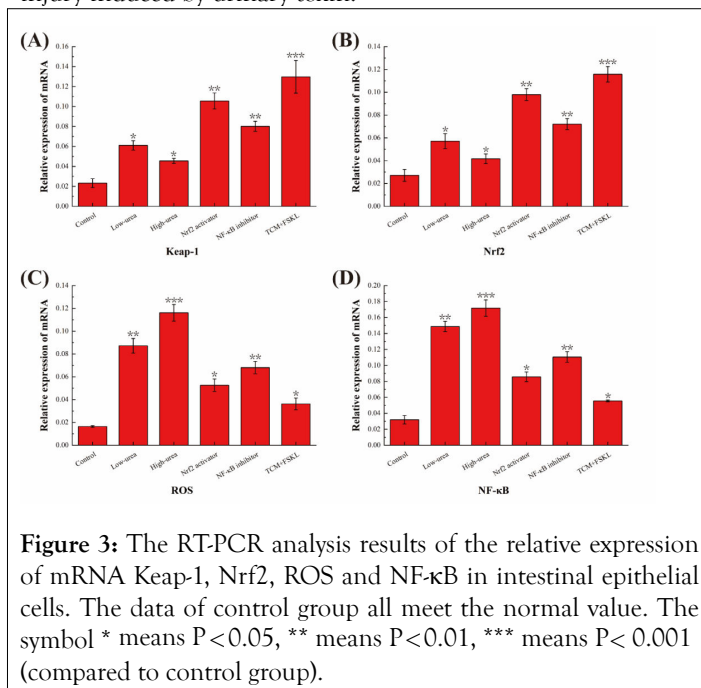 injury induced by urinary toxin.
(A)
Relative expression of mRNA
0.16
0.14
0.12
0.10
0.08
0.06
0.04
0.02
0.00
*
*
**
**
***
Control
Low-urea
High-urea
Nrf2 activator
NF-κB inhibitor
TCM+FSKL
Keap-1
(B)
Relative expression of mRNA
0.14
0.12
0.10
0.08
0.06
0.04
0.02
0.00
*
*
**
**
***
Control
Low-urea
High-urea
Nrf2 activator
NF-κB inhibitor
TCM+FSKL
Nrf2
(C)
Relative expression of mRNA
0.14
0.12
0.10
0.08
0.06
0.04
0.02
0.00
**
***
*
**
*
Control
Low-urea
High-urea
Nrf2 activator
NF-κB inhibitor
TCM+FSKL
ROS
(D)
Relative expression of mRNA
0.20
0.18
0.16
0.14
0.12
0.10
0.08
0.06
0.04
0.02
0.00
**
***
*
**
*
Control
Low-urea
High-urea
Nrf2 activator
NF-κB inhibitor
TCM+FSKL
NF-κB
Figure 3: The RT-PCR analysis results of the relative expression
of mRNA Keap-1, Nrf2, ROS and NF-κB in intestinal epithelial
cells. The data of control group all meet the normal value. The
symbol * means P<0.05, ** means P<0.01, *** means P< 0.001
(compared to control group).